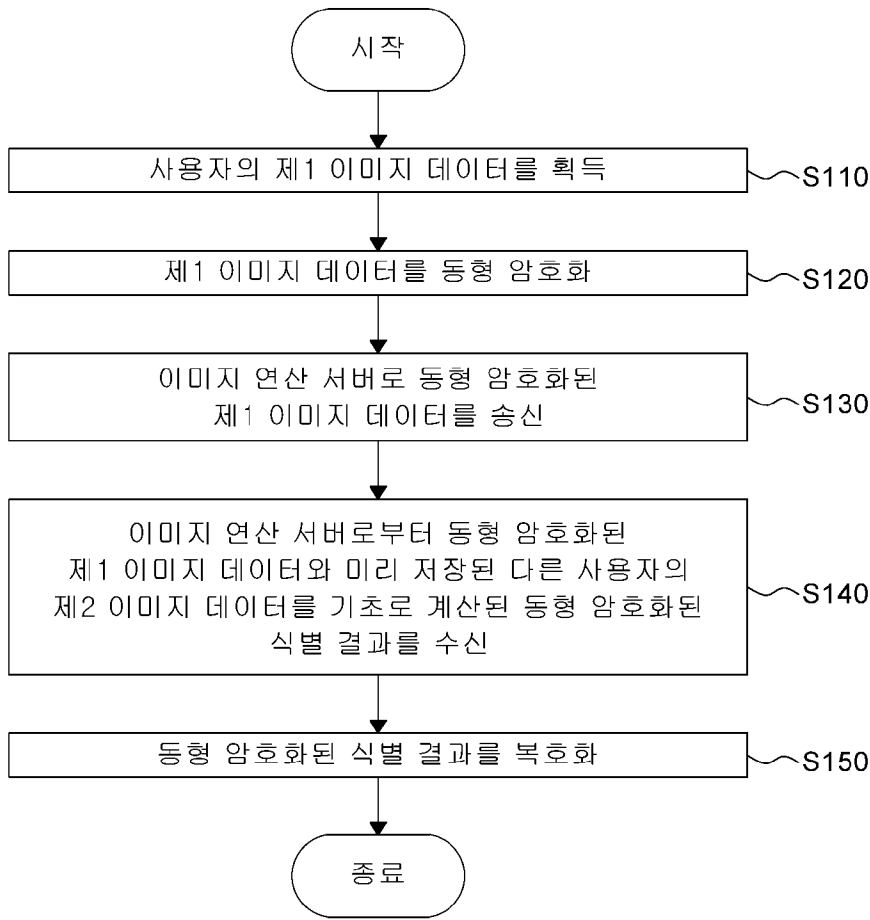 시작
사용자의 제1 이미지 데이터를 획득
S110
제1 이미지 데이터를 동형 암호화
S120
이미지 연산 서버로 동형 암호화된
제1 이미지 데이터를 송신
S130
이미지 연산 서버로부터 동형 암호화된
제1 이미지 데이터와 미리 저장된 다른 사용자의
제2 이미지 데이터를 기초로 계산된 동형 암호화된
식별 결과를 수신
S140
동형 암호화된 식별 결과를 복호화
S150
종료